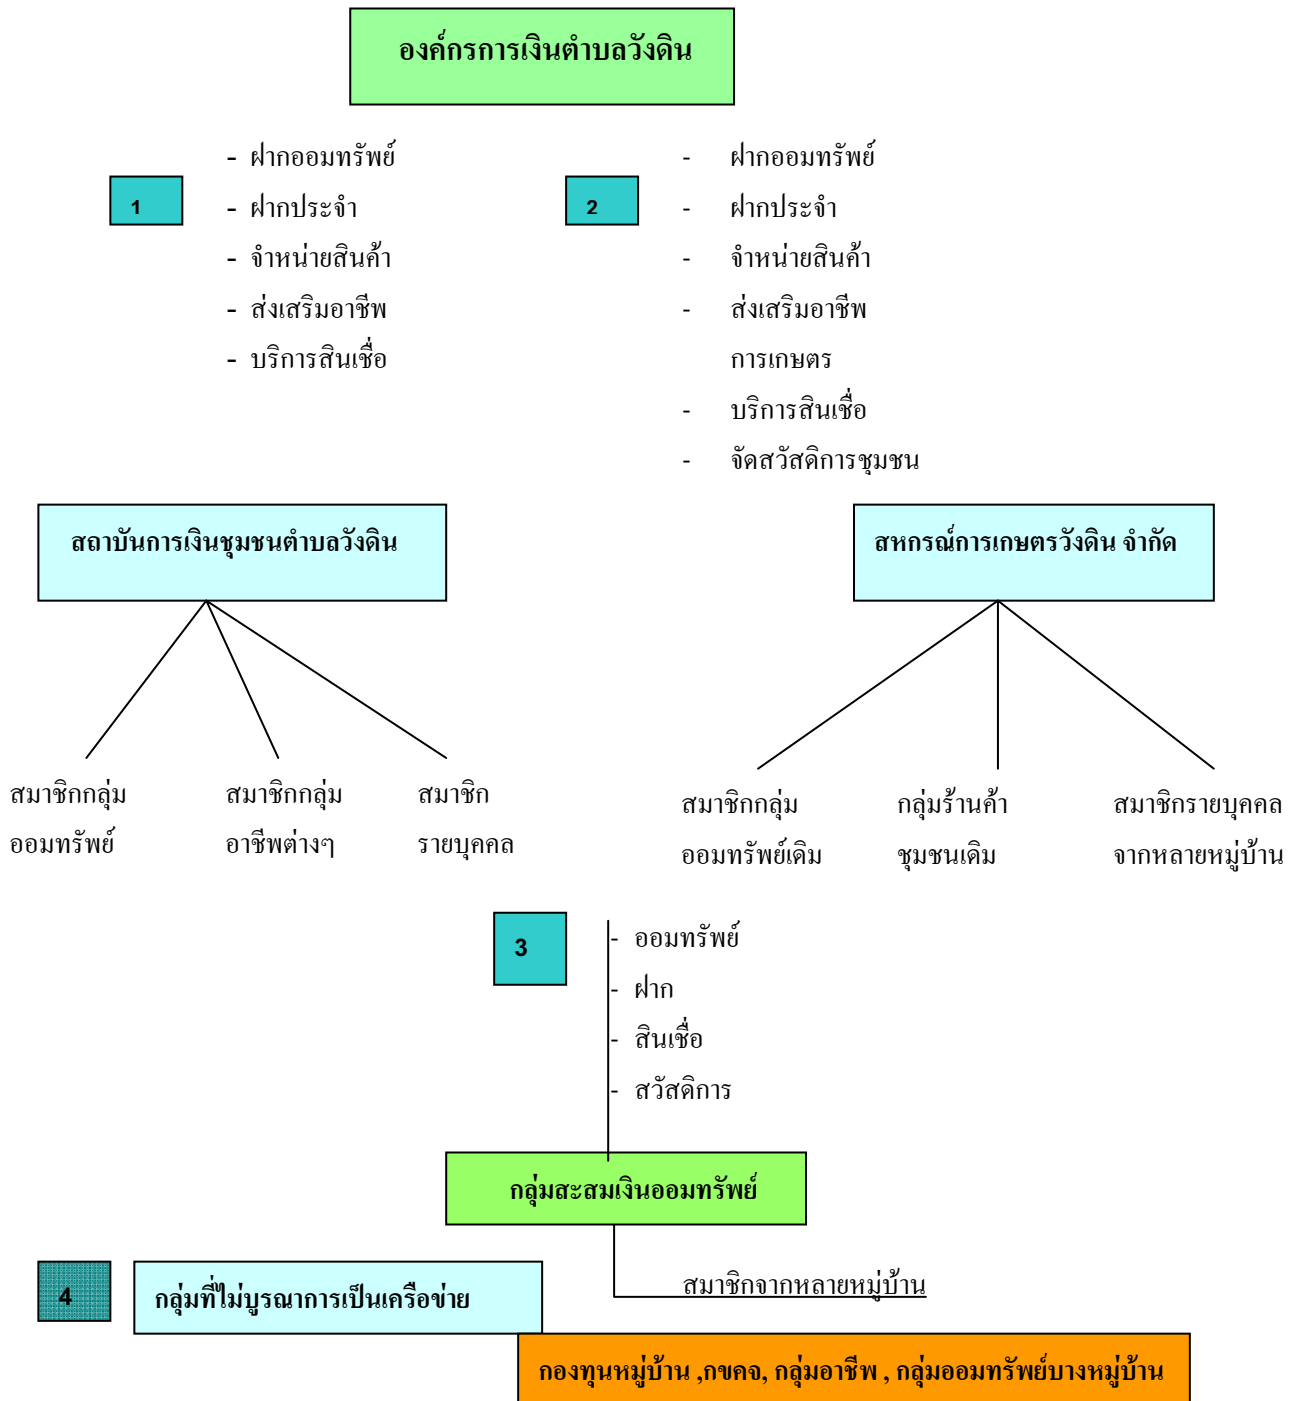 องค์กรการเงินตำบลวังดิน
1
- ฝากออมทรัพย์
- ฝากประจำ
- จำหน่ายสินค้า
- ส่งเสริมอาชีพ
- บริการสินเชื่อ
2
- ฝากออมทรัพย์
- ฝากประจำ
- จำหน่ายสินค้า
- ส่งเสริมอาชีพ
การเกษตร
- บริการสินเชื่อ
- จัดสวัสดิการชุมชน
สถาบันการเงินชุมชนตำบลวังดิน
สมาชิกกลุ่ม
ออมทรัพย์
สมาชิกกลุ่ม
อาชีพต่างๆ
สมาชิก
รายบุคคล
สหกรณ์การเกษตรวังดิน จำกัด
สมาชิกกลุ่ม
ออมทรัพย์เดิม
กลุ่มร้านค้า
ชุมชนเดิม
สมาชิกรายบุคคล
จากหลายหมู่บ้าน
3
- ออมทรัพย์
- ฝาก
- สินเชื่อ
- สวัสดิการ
กลุ่มสะสมเงินออมทรัพย์
สมาชิกจากหลายหมู่บ้าน
4
กลุ่มที่ไม่บูรณาการเป็นเครือข่าย
กองทุนหมู่บ้าน ,กขคจ, กลุ่มอาชีพ , กลุ่มออมทรัพย์บางหมู่บ้าน